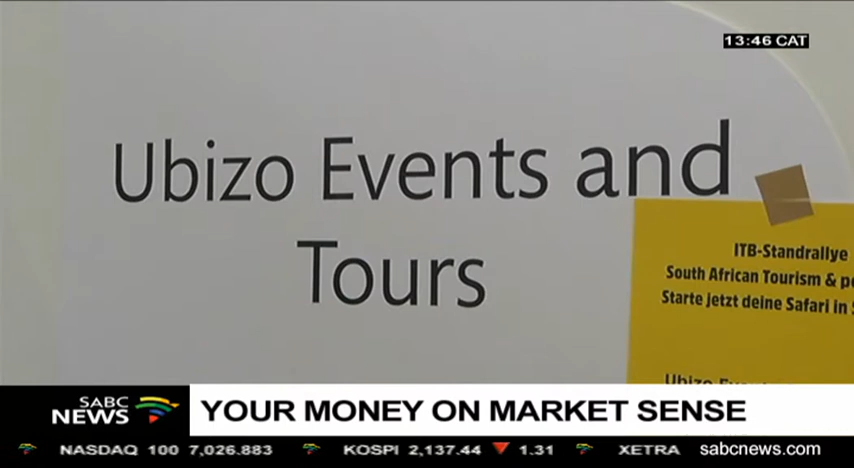 13:46 CAT
Ubizo Events and
Tours
ITB-Standrallye
South African Tourism &
Starte jetzt deine Safari in
SABC
NEWS
YOUR MONEY ON MARKET SENSE
NASDAQ 100 7,026.883 KOSPI 2,137.44 1.31 XETRA sabcnews.com